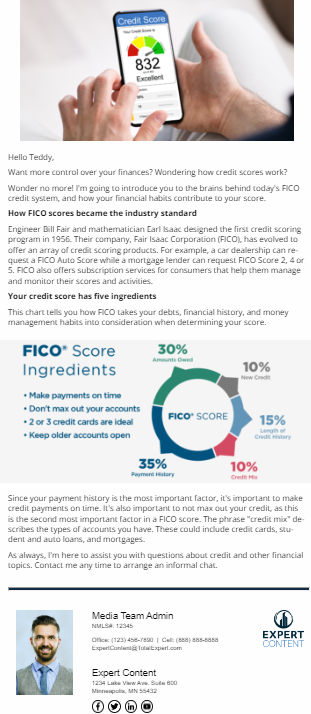 Credit Score
Your Credit Score is
832
Excellent
Hello Teddy,
Want more control over your finances? Wondering how credit scores work?
Wonder no more! I'm going to introduce you to the brains behind today's FICO
credit system, and how your financial habits contribute to your score.
How FICO scores became the industry standard
Engineer Bill Fair and mathematician Earl Isaac designed the first credit scoring
program in 1956. Their company, Fair Isaac Corporation (FICO), has evolved to
offer an array of credit scoring products. For example, a car dealership can re-
quest a FICO Auto Score while a mortgage lender can request FICO Score 2, 4 or
5. FICO also offers subscription services for consumers that help them manage
and monitor their scores and activities.
Your credit score has five ingredients
This chart tells you how FICO takes your debts, financial history, and money
management habits into consideration when determining your score.
FICO® Score
Ingredients
• Make payments on time
• Don't max out your accounts
• 2 or 3 credit cards are ideal
• Keep older accounts open
30%
Amounts Owed
10%
New Credit
15%
Length of
Credit History
10%
Credit Mix
35%
Payment History
FICO® SCORE
Since your payment history is the most important factor, it's important to make
credit payments on time. It's also important to not max out your credit, as this
is the second most important factor in a FICO score. The phrase "credit mix" de-
scribes the types of accounts you have. These could include credit cards, stu-
dent and auto loans, and mortgages.
As always, I'm here to assist you with questions about credit and other financial
topics. Contact me any time to arrange an informal chat.
Media Team Admin
NMLS#: 12345
Office: (123) 456-7890 | Cell: (888) 888-8888
ExpertContent@TotalExpert.com
Expert Content
1234 Lake View Ave. Suite 600
Minneapolis, MN 55432
EXPERT
CONTENT